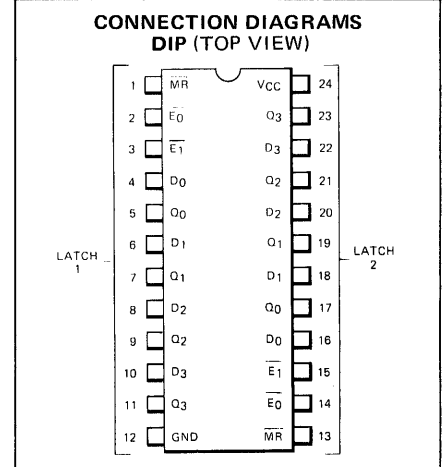 CONNECTION DIAGRAMS
DIP (TOP VIEW)
1 MR VCC 24
2 E0 Q3 23
3 E1 D3 22
4 D0 Q2 21
5 Q0 D2 20
6 D1 Q1 19
LATCH 1
LATCH 2
7 Q1 D1 18
8 D2 Q0 17
9 Q2 D0 16
10 D3 E1 15
11 Q3 E0 14
12 GND MR 13